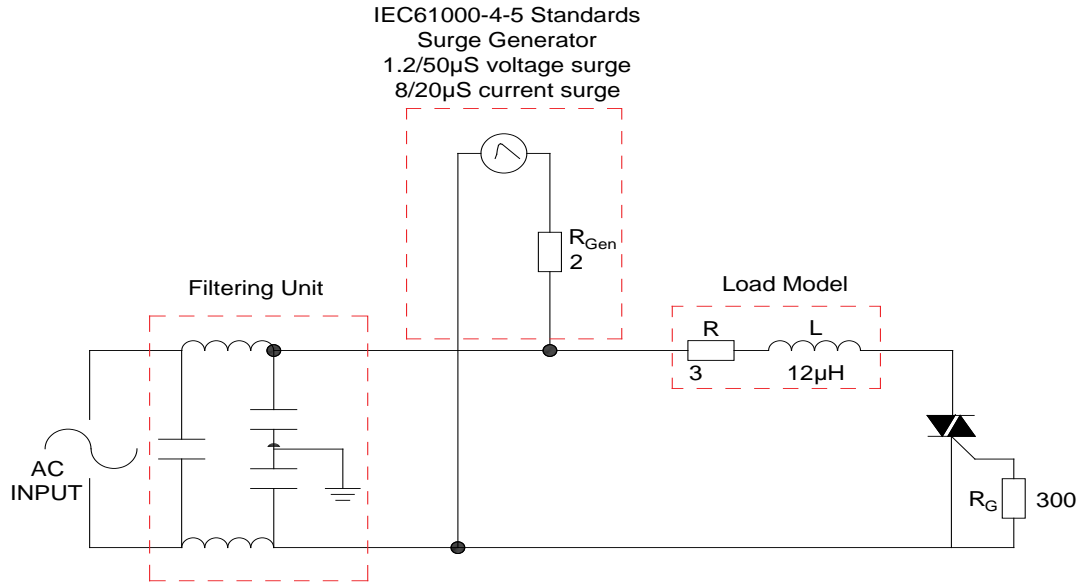 IEC61000-4-5 Standards
Surge Generator
1.2/50µS voltage surge
8/20µS current surge
RGen
2
Filtering Unit
Load Model
R
L
3
12µH
AC
INPUT
RG
300